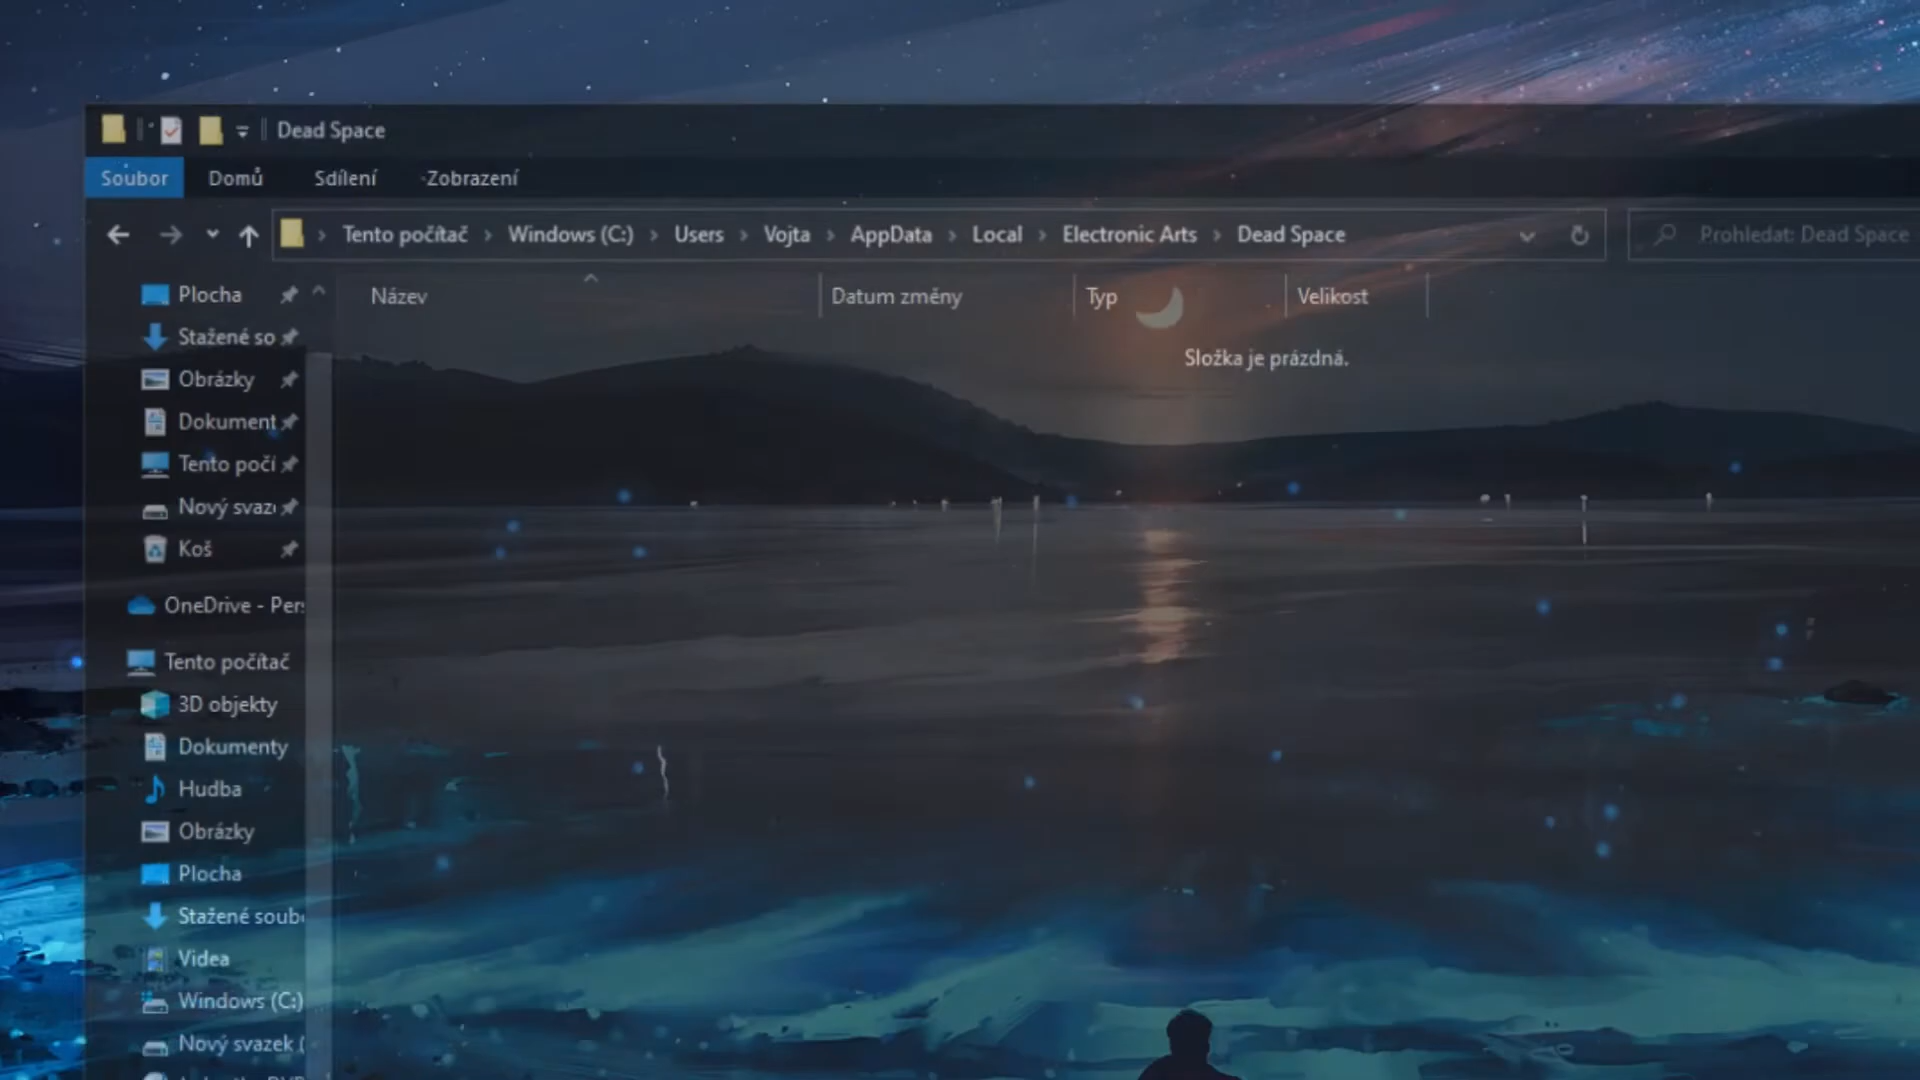 Dead Space
Soubor Domů Sdílení Zobrazení
Tento počítač › Windows (C:) › Users › Vojta › AppData › Local › Electronic Arts › Dead Space
Prohledat: Dead Space
Název Datum změny Typ Velikost
Složka je prázdná.
Plocha
Stažené so
Obrázky
Dokument
Tento počí
Nový svaz
Koš
OneDrive - Per
Tento počítač
3D objekty
Dokumenty
Hudba
Obrázky
Plocha
Stažené soub
Videa
Windows (C:)
Nový svazek (